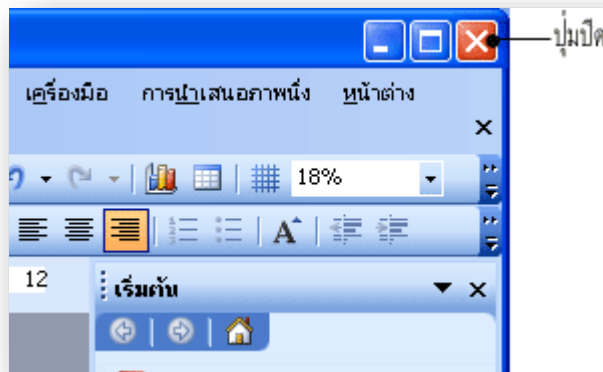 ปุ่มปิด
เครื่องมือ การนำเสนอภาพนิ่ง หน้าต่าง
18%
12
เริ่มต้น